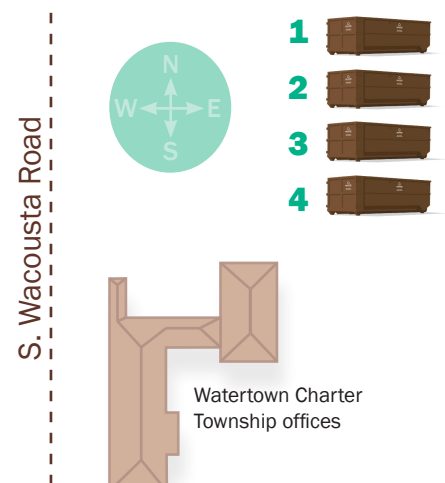 1
2
3
4
N
W E
S
S. Wacousta Road
Watertown Charter
Township offices